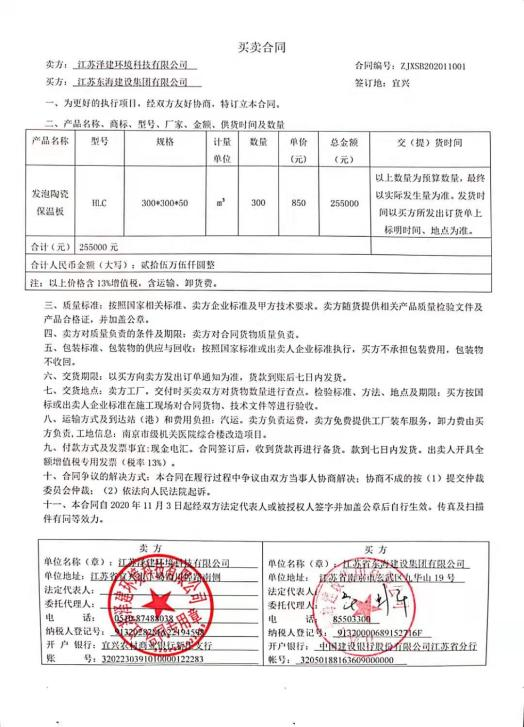 买卖合同
卖方：江苏泽建环境科技有限公司 合同编号：ZJXSB202011001
买方：江苏东海建设集团有限公司 签订地：宜兴
一、为更好的执行项目，经双方友好协商，特订立本合同。
二、产品名称、商标、型号、厂家、金额、供货时间及数量
产品名称 型号 规格 计量单位 数量 单价（元） 总金额（元） 交（提）货时间
发泡陶瓷保温板 HLC 300*300*50 m³ 300 850 255000 以上数量为预算数量，最终以实际发生量为准。发货时间以买方所发出订货单上标明时间、地点为准。
合计（元） 255000 元
合计人民币金额（大写）：贰拾伍万伍仟圆整
注：以上价格含 13%增值税，含运输、卸货费。
三、质量标准：按照国家相关标准、卖方企业标准及甲方技术要求。卖方随货提供相关产品质量检验文件及
产品合格证，并加盖公章。
四、卖方对质量负责的条件及期限：卖方对合同货物质量负责。
五、包装标准、包装物的供应与回收：按照国家标准或出卖人企业标准执行，买方不承担包装费用，包装物
不收回。
六、交货期限：以买方向卖方发出订单通知为准，货款到账后七日内发货。
七、交货地点：卖方工厂。交付时买卖双方对货物数量进行查点。检验标准、方法、地点及期限：买方按国
标或出卖人企业标准在施工现场对合同货物、技术文件等进行验收。
八、运输方式及到达站（港）和费用负担：汽运。卖方负责运费，卖方免费提供工厂装车服务，卸力费由买
方负责,工地信息：南京市级机关医院综合楼改造项目。
九、付款方式及发票事宜:现金电汇。合同签订后，收到货款再进行备货。款到七日内发货。出卖人开具全
额增值税专用发票（税率 13%）。
十、合同争议的解决方式：本合同在履行过程中争议由双方当事人协商解决；协商不成的按（1）提交仲裁
委员会仲裁；（2）依法向人民法院起诉。
十一、本合同自 2020 年 11 月 3 日起经双方法定代表人或被授权人签字并加盖公章后自行生效。传真及扫描
件有同等效力。
卖 方
单位名称（章）：江苏泽建环境科技有限公司
单位地址：江苏省宜兴
法定代表人：
委托代理人：
电 话：0510-87488038
纳税人登记号：
开户银行：宜兴农村商业银行
账 号：3202230391010000122283
合同专用章
买 方
单位名称（章）：江苏省东海建设集团有限公司
单位地址：江苏省南京市玄武区九华山 19 号
法定代表人：
委托代理人：
电 话：85503300
纳税人登记号：91320000689152716F
开户银行：中国建设银行股份有限公司江苏省分行
帐号：32050188163609000000